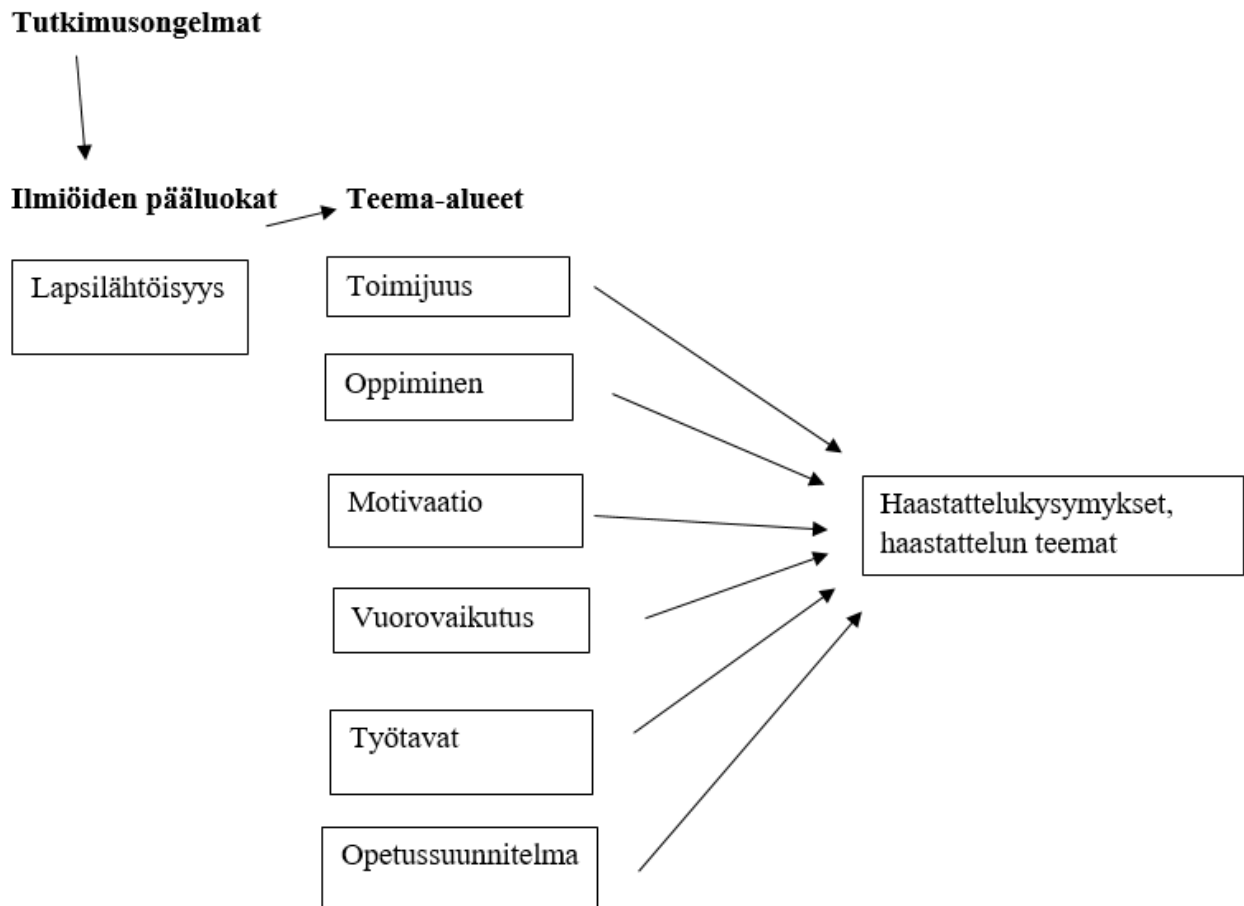 Tutkimusongelmat
Ilmiöiden pääluokat
Teema-alueet
Lapsilähtöisyys
Toimijuus
Oppiminen
Motivaatio
Vuorovaikutus
Työtavat
Opetussuunnitelma
Haastattelukysymykset,
haastattelun teemat